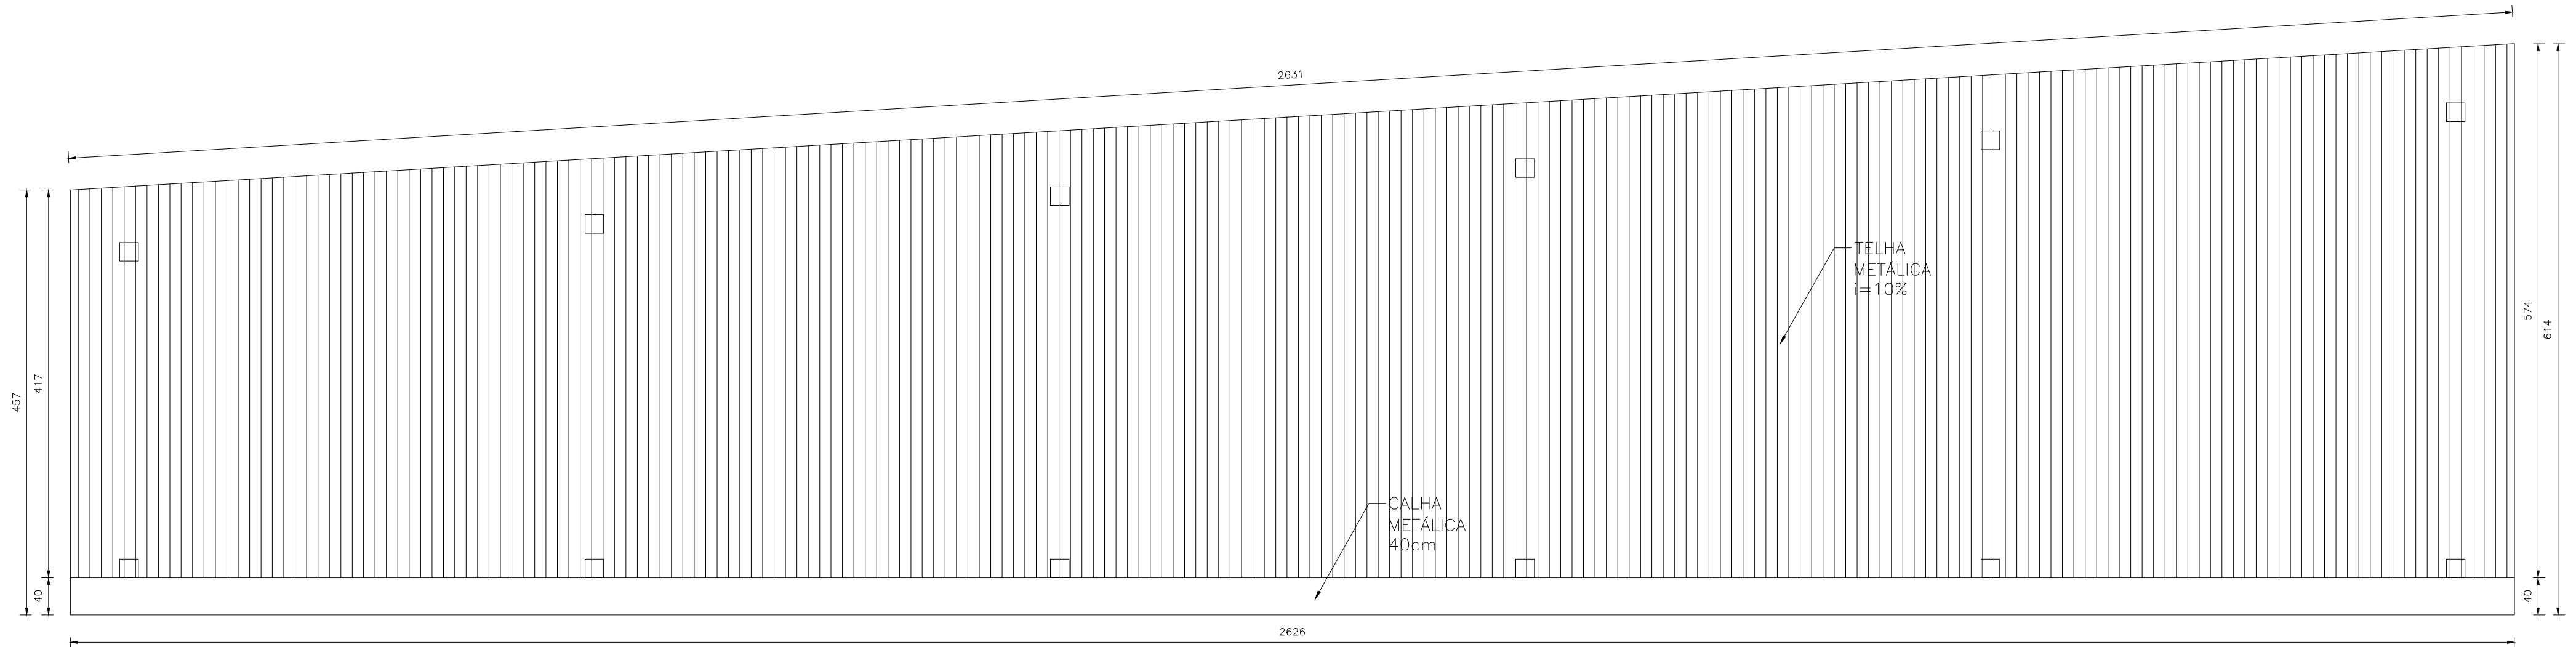 2631
TELHA
METÁLICA
i=10%
574
614
417
457
CALHA
METÁLICA
40cm
40
40
2626